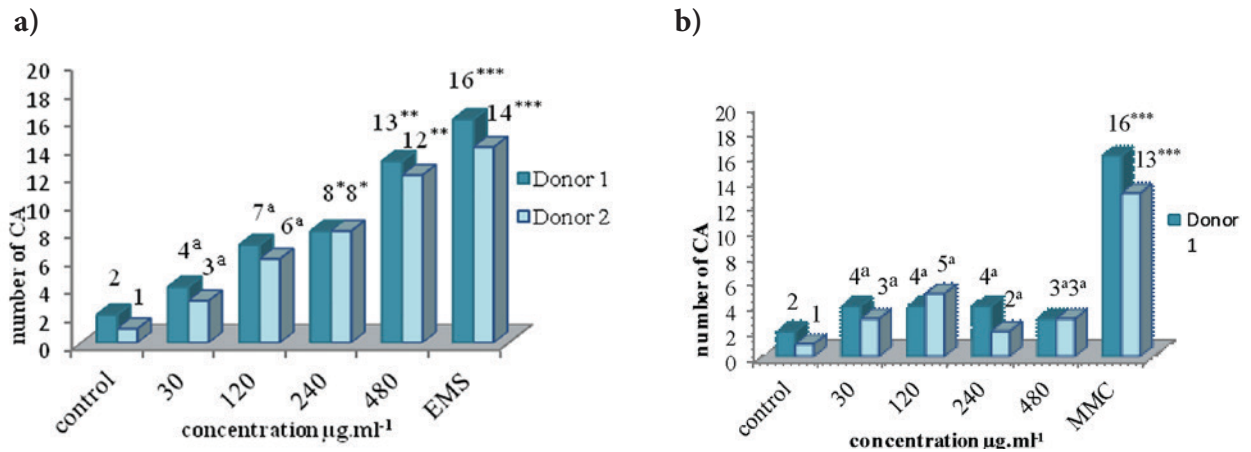 a)
20
18
16
14
12
10
8
6
4
2
0
number of CA
2
1
4ᵃ
3ᵃ
7ᵃ
6ᵃ
8* 8*
13**
12**
16***
14***
control
30
120
240
480
EMS
concentration µg.ml⁻¹
Donor 1
Donor 2
b)
20
18
16
14
12
10
8
6
4
2
0
number of CA
2
1
4ᵃ
3ᵃ
4ᵃ
5ᵃ
4ᵃ
2ᵃ
3ᵃ3ᵃ
16***
13***
control
30
120
240
480
MMC
concentration µg.ml¹
Donor
1